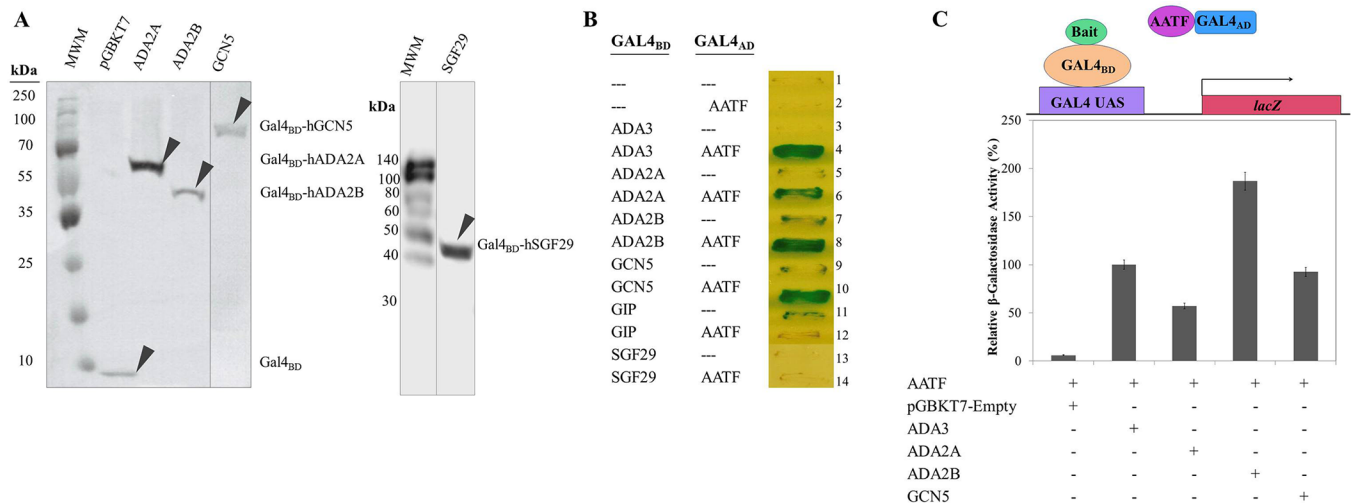 A
MWM
pGBKT7
ADA2A
ADA2B
GCN5
kDa
250
100
70
55
35
25
10
Gal4BD-hGCN5
Gal4BD-hADA2A
Gal4BD-hADA2B
Gal4BD
MWM
SGF29
kDa
140
100
80
60
50
40
30
Gal4BD-hSGF29
B
GAL4BD GAL4AD
--- --- 1
--- AATF 2
ADA3 --- 3
ADA3 AATF 4
ADA2A --- 5
ADA2A AATF 6
ADA2B --- 7
ADA2B AATF 8
GCN5 --- 9
GCN5 AATF 10
GIP --- 11
GIP AATF 12
SGF29 --- 13
SGF29 AATF 14
C
Bait
GAL4BD
GAL4 UAS
AATF GAL4AD
lacZ
Relative β-Galactosidase Activity (%)
250
200
150
100
50
0
AATF + + + + +
pGBKT7-Empty + - - - -
ADA3 - + - - -
ADA2A - - + - -
ADA2B - - - + -
GCN5 - - - - +